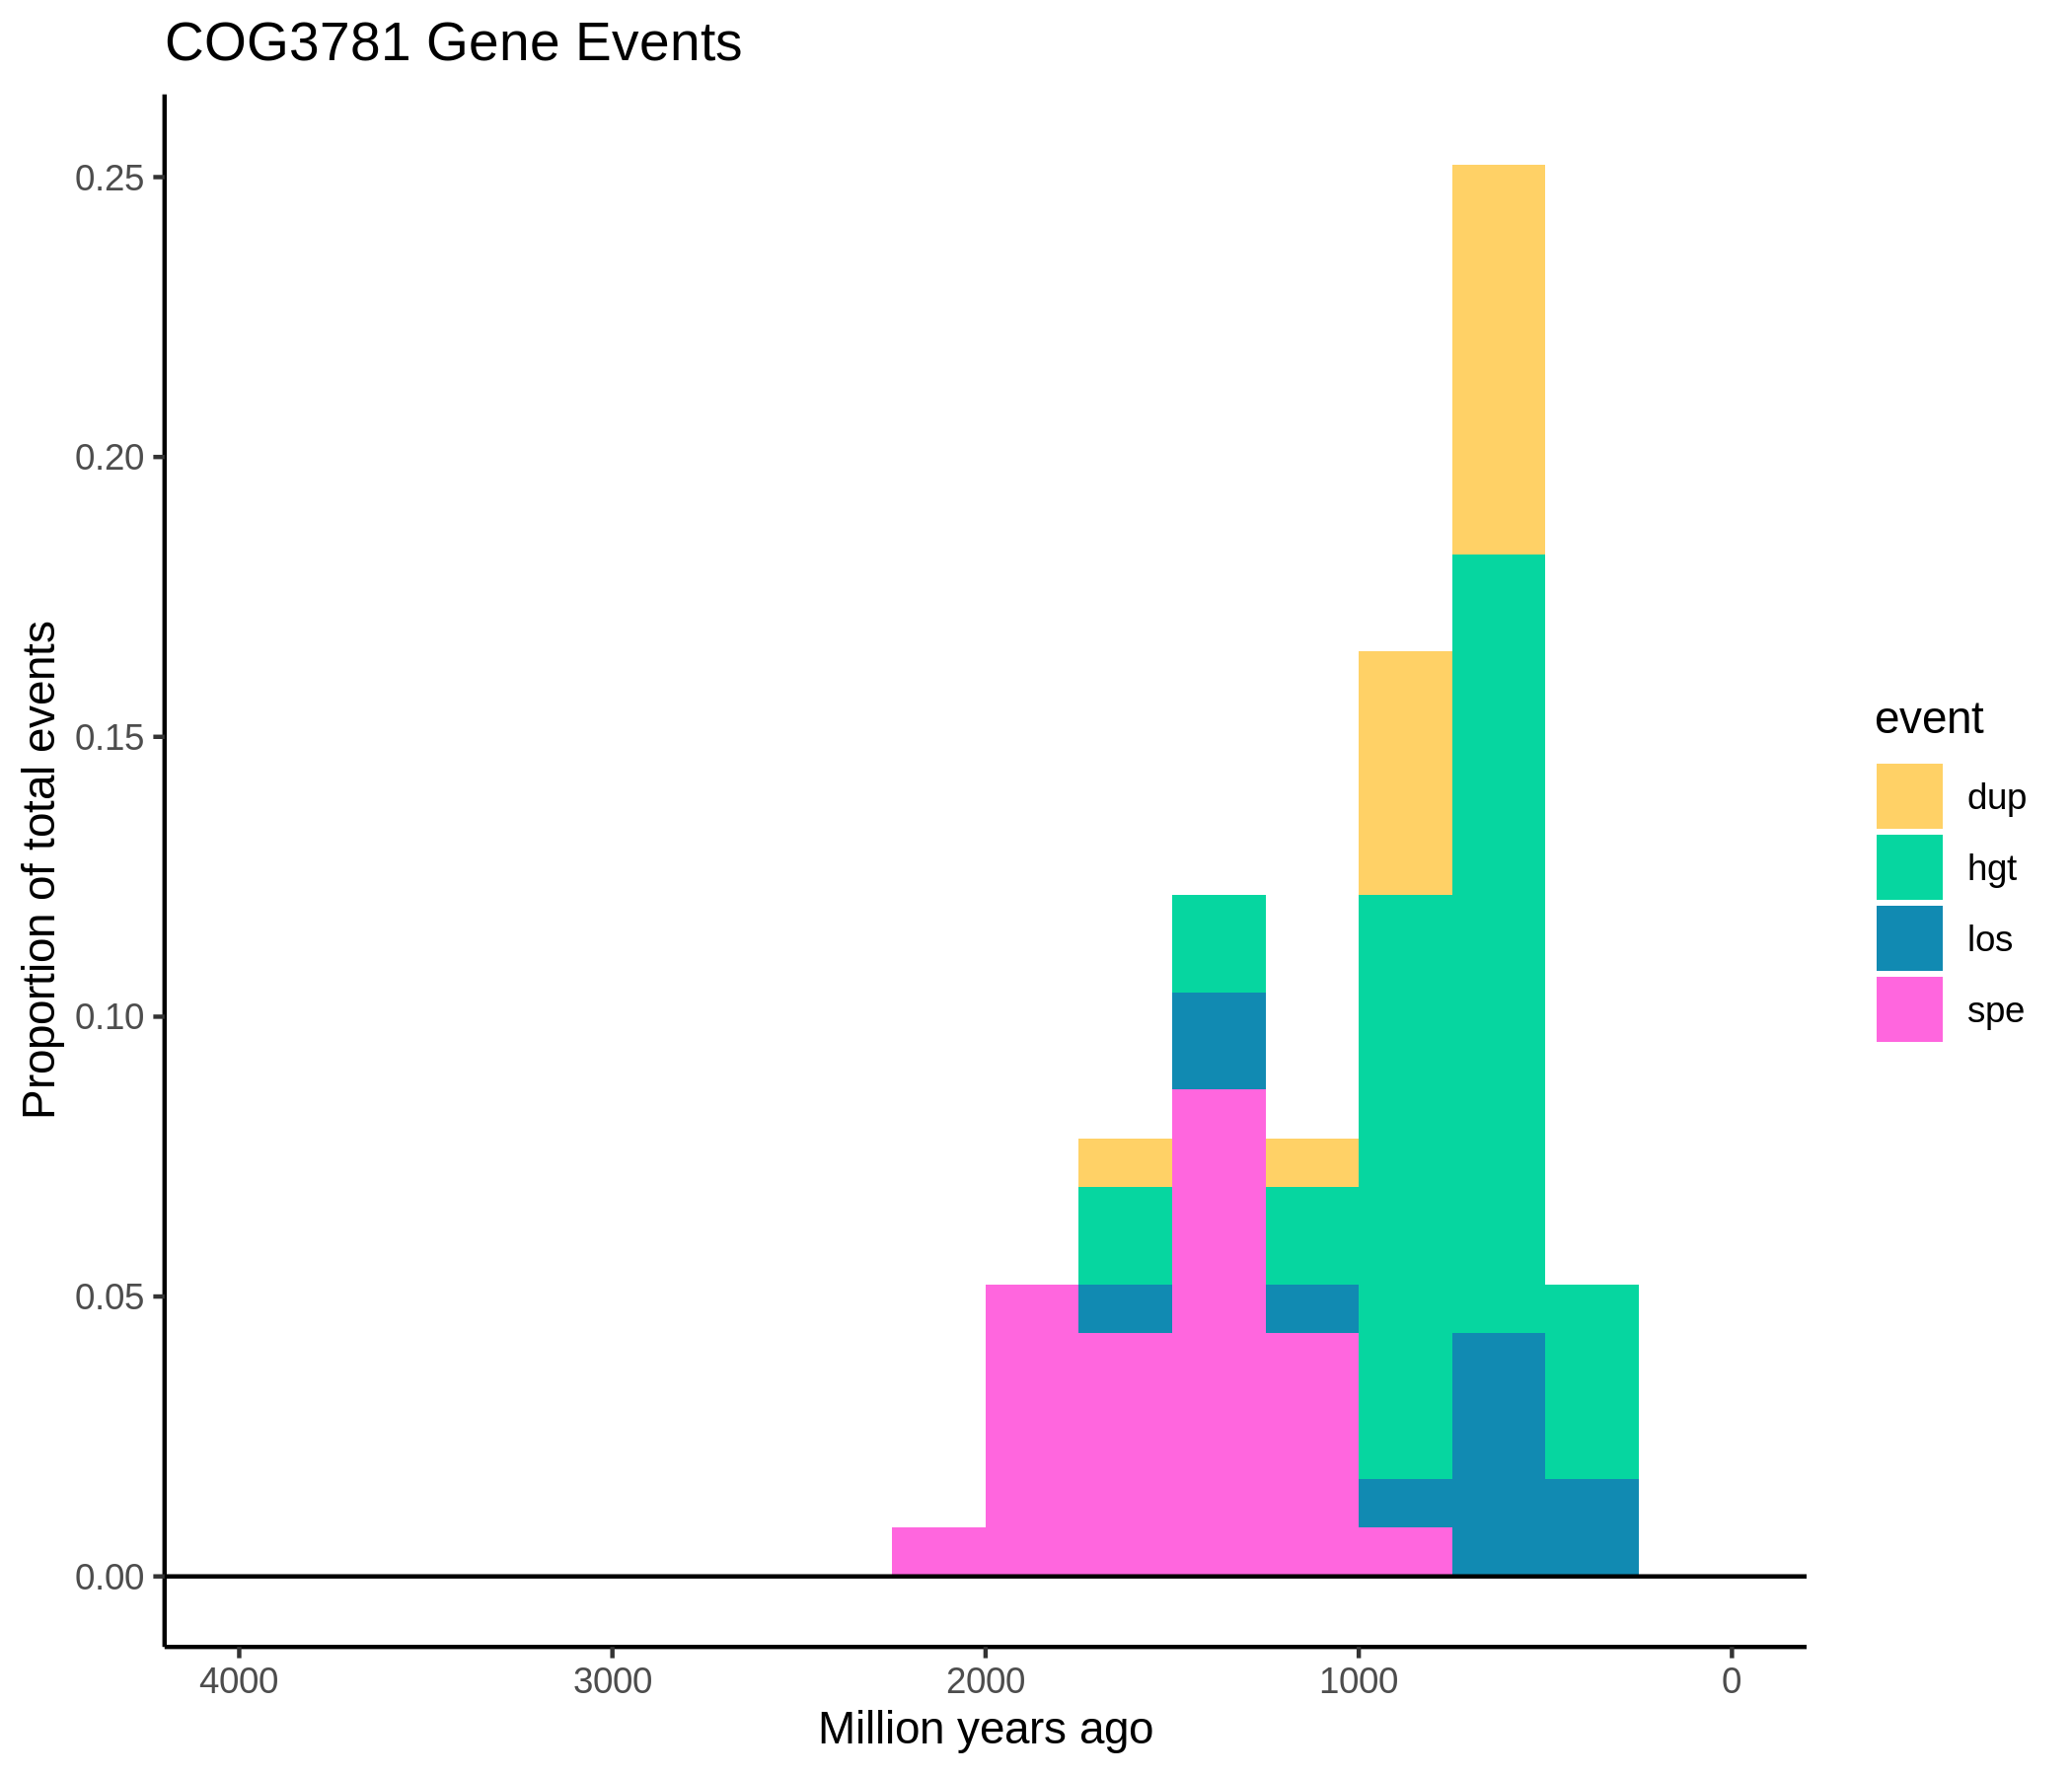 COG3781 Gene Events
Proportion of total events
0.25
0.20
0.15
0.10
0.05
0.00
4000 3000 2000 1000 0
Million years ago
event
dup
hgt
los
spe